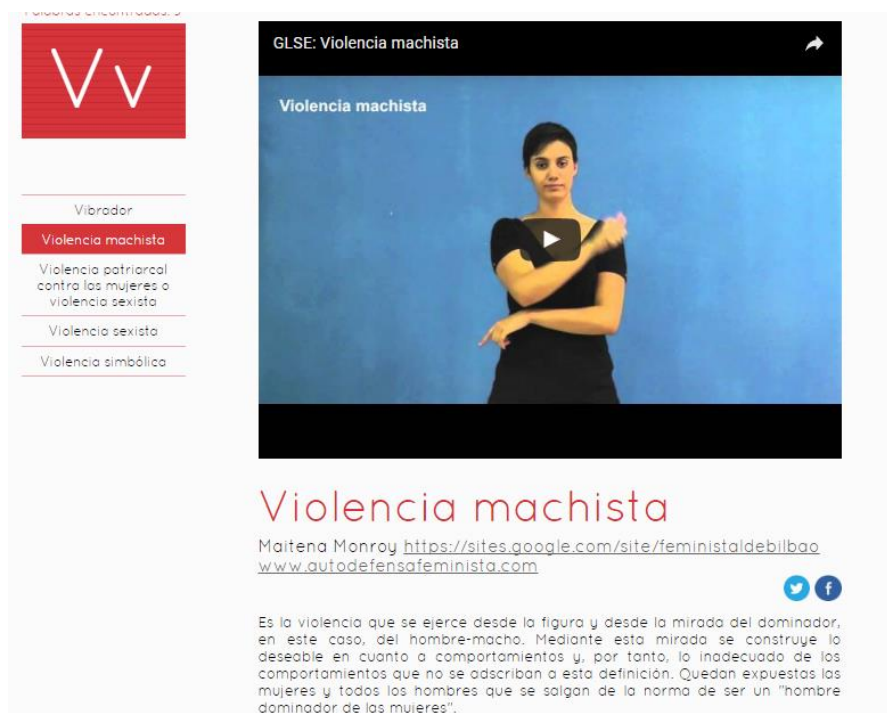 Palabras encontradas: 5
Vv
Vibrador
Violencia machista
Violencia patriarcal
contra las mujeres o
violencia sexista
Violencia sexista
Violencia simbólica
GLSE: Violencia machista
Violencia machista
Violencia machista
Maitena Monroy https://sites.google.com/site/feministaldebilbao
www.autodefensafeminista.com
Es la violencia que se ejerce desde la figura y desde la mirada del dominador,
en este caso, del hombre-macho. Mediante esta mirada se construye lo
deseable en cuanto a comportamientos y, por tanto, lo inadecuado de los
comportamientos que no se adscriban a esta definición. Quedan expuestas las
mujeres y todos los hombres que se salgan de la norma de ser un "hombre
dominador de las mujeres".